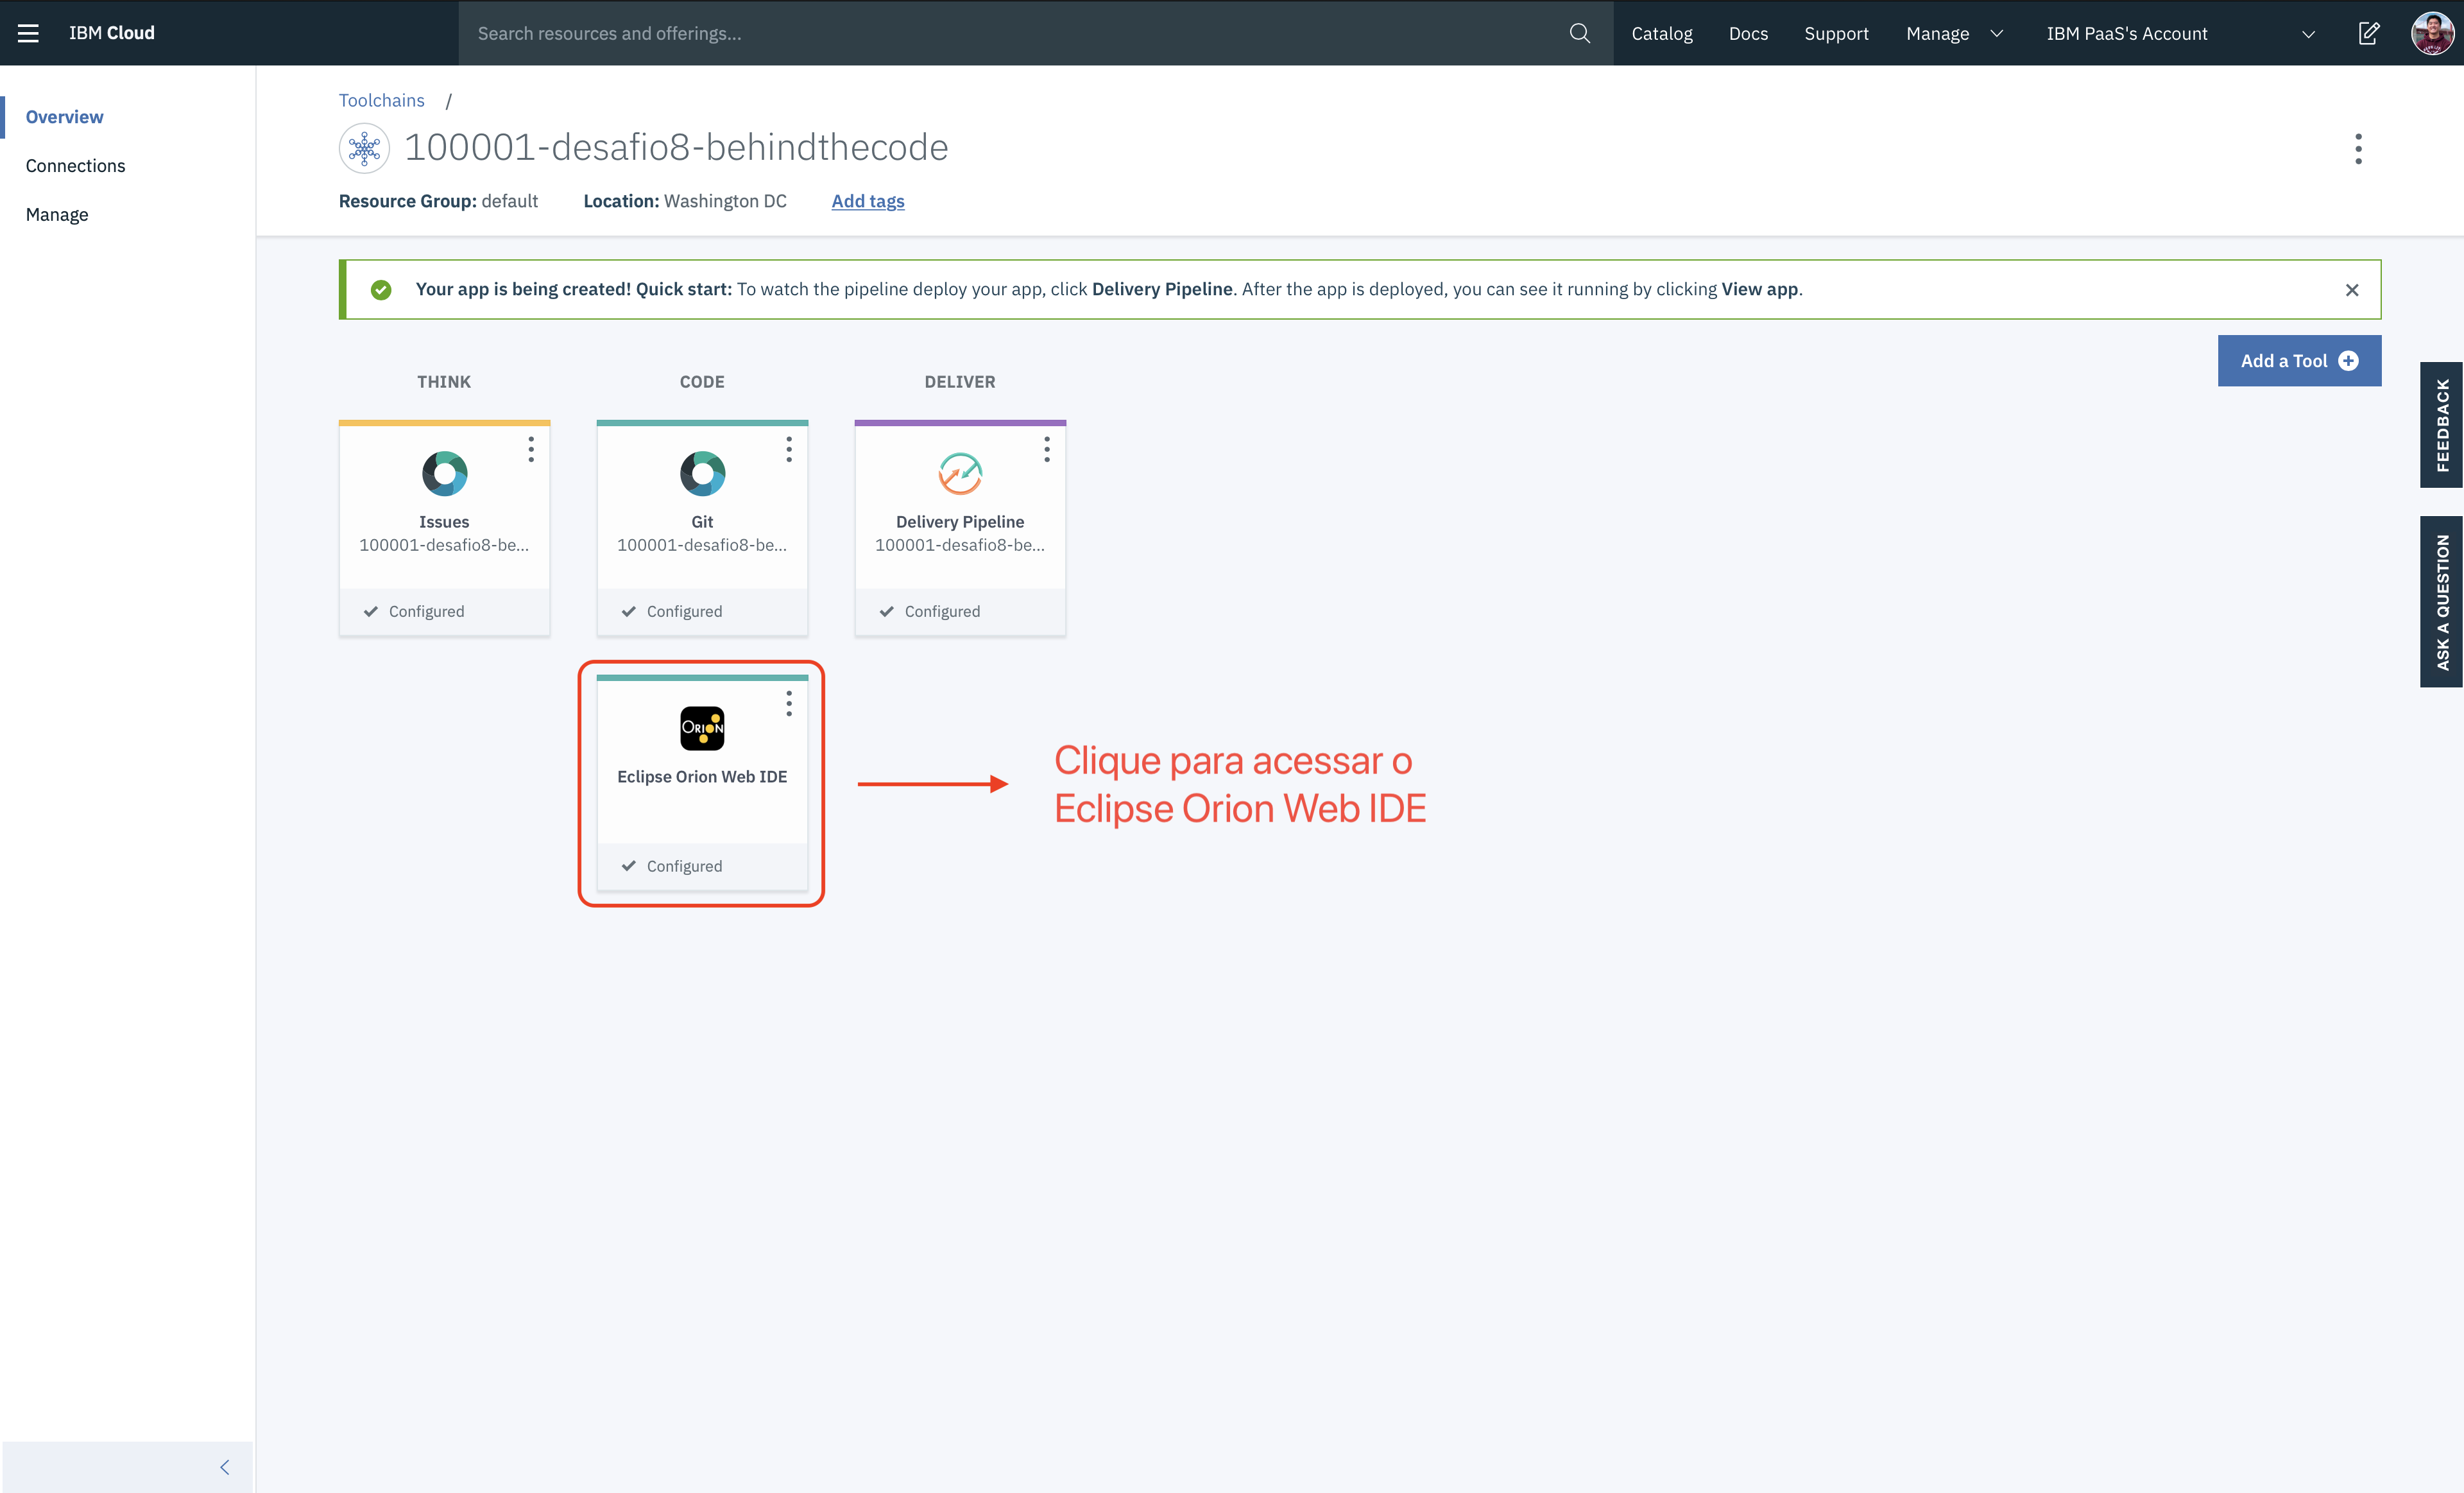 IBM Cloud
Search resources and offerings...
Catalog
Docs
Support
Manage
IBM PaaS's Account
Overview
Connections
Manage
Toolchains /
100001-desafio8-behindthecode
Resource Group: default
Location: Washington DC
Add tags
Your app is being created! Quick start: To watch the pipeline deploy your app, click Delivery Pipeline. After the app is deployed, you can see it running by clicking View app.
Add a Tool
FEEDBACK
ASK A QUESTION
THINK
CODE
DELIVER
Issues
100001-desafio8-be...
Configured
Git
100001-desafio8-be...
Configured
Delivery Pipeline
100001-desafio8-be...
Configured
ORION
Eclipse Orion Web IDE
Configured
Clique para acessar o
Eclipse Orion Web IDE